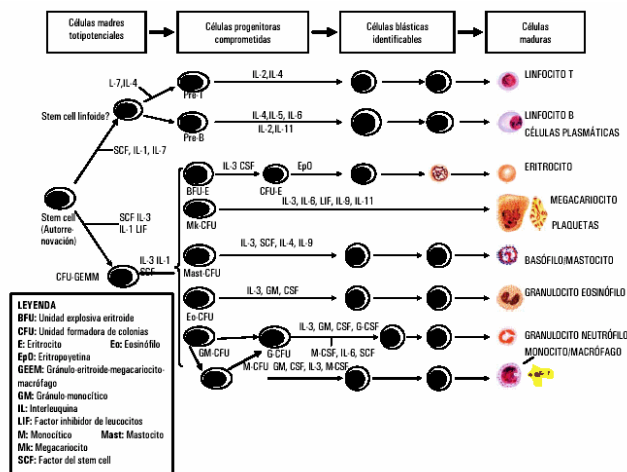 Células madres
totipotenciales
Células progenitoras
comprometidas
Células blásticas
identificables
Células
maduras
L-7,IL-4
Pre-T
IL-2,IL-4
LINFOCITO T
Stem cell linfoide?
Pre-B
IL-4,IL-5, IL-6
IL-2,IL-11
LINFOCITO B
CÉLULAS PLASMÁTICAS
SCF, IL-1, IL-7
BFU-E
IL-3 CSF
CFU-E
EpO
ERITROCITO
Stem cell
(Autorre-
novación)
SCF IL-3
IL-1 LIF
Mk-CFU
IL-3, IL-6, LIF, IL-9, IL-11
MEGACARIOCITO
PLAQUETAS
CFU-GEMM
IL-3 IL-1
SCF
Mast-CFU
IL-3, SCF, IL-4, IL-9
BASÓFILO/MASTOCITO
Eo-CFU
IL-3, GM, CSF
GRANULOCITO EOSINÓFILO
GM-CFU
G-CFU
IL-3, GM, CSF, G-CSF
M-CSF, IL-6, SCF
GRANULOCITO NEUTRÓFILO
MONOCITO/MACRÓFAGO
M-CFU
GM, CSF, IL-3, M-CSF
LEYENDA
BFU: Unidad explosiva eritroide
CFU: Unidad formadora de colonias
E: Eritrocito Eo: Eosinófilo
EpO: Eritropoyetina
GEEM: Gránulo-eritroide-megacariocito-
macrófago
GM: Gránulo-monocítico
IL: Interleuquina
LIF: Factor inhibidor de leucocitos
M: Monocítico Mast: Mastocito
Mk: Megacariocito
SCF: Factor del stem cell